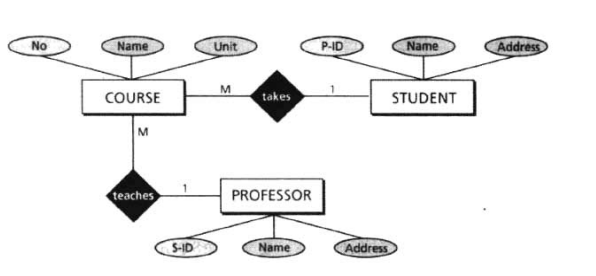 No Name Unit P-ID Name Address
COURSE M takes 1 STUDENT
M
teaches 1 PROFESSOR
S-ID Name Address